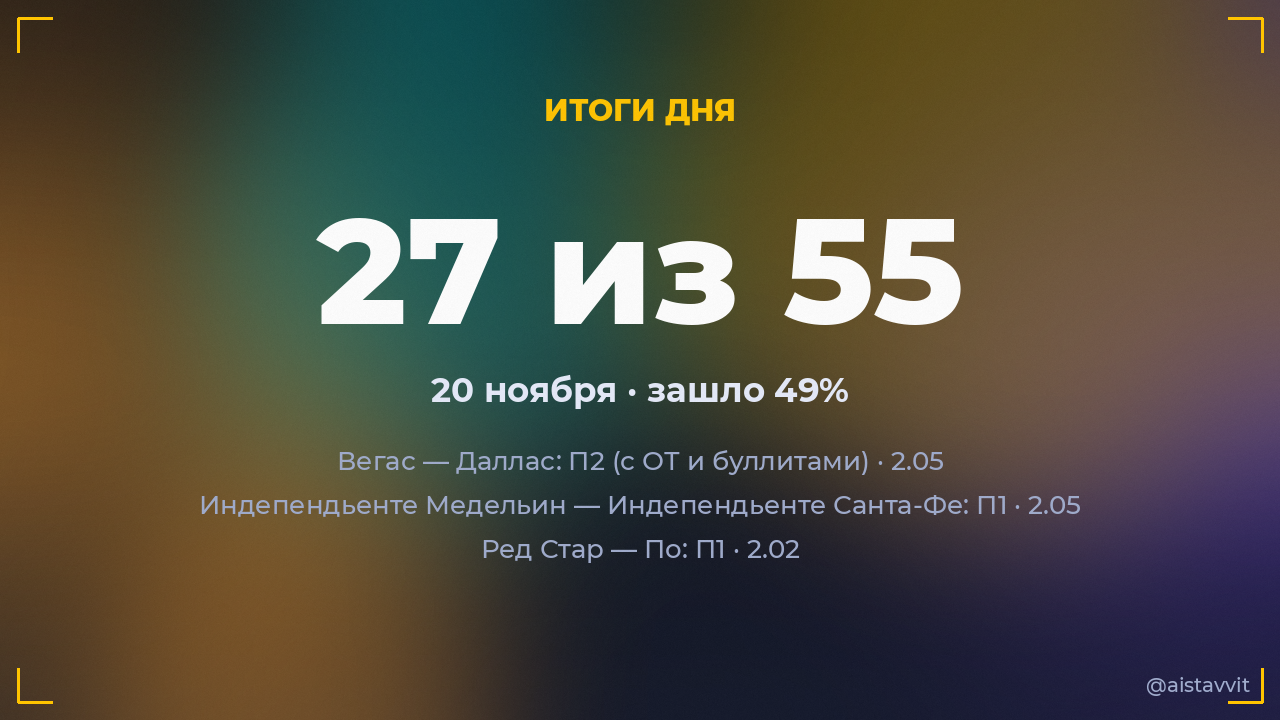 ИТОГИ ДНЯ
27 из 55
20 ноября · зашло 49%
Вегас — Даллас: П2 (с ОТ и буллитами) · 2.05
Индепендьенте Медельин — Индепендьенте Санта-Фе: П1 · 2.05
Ред Стар — По: П1 · 2.02
@aistavvit